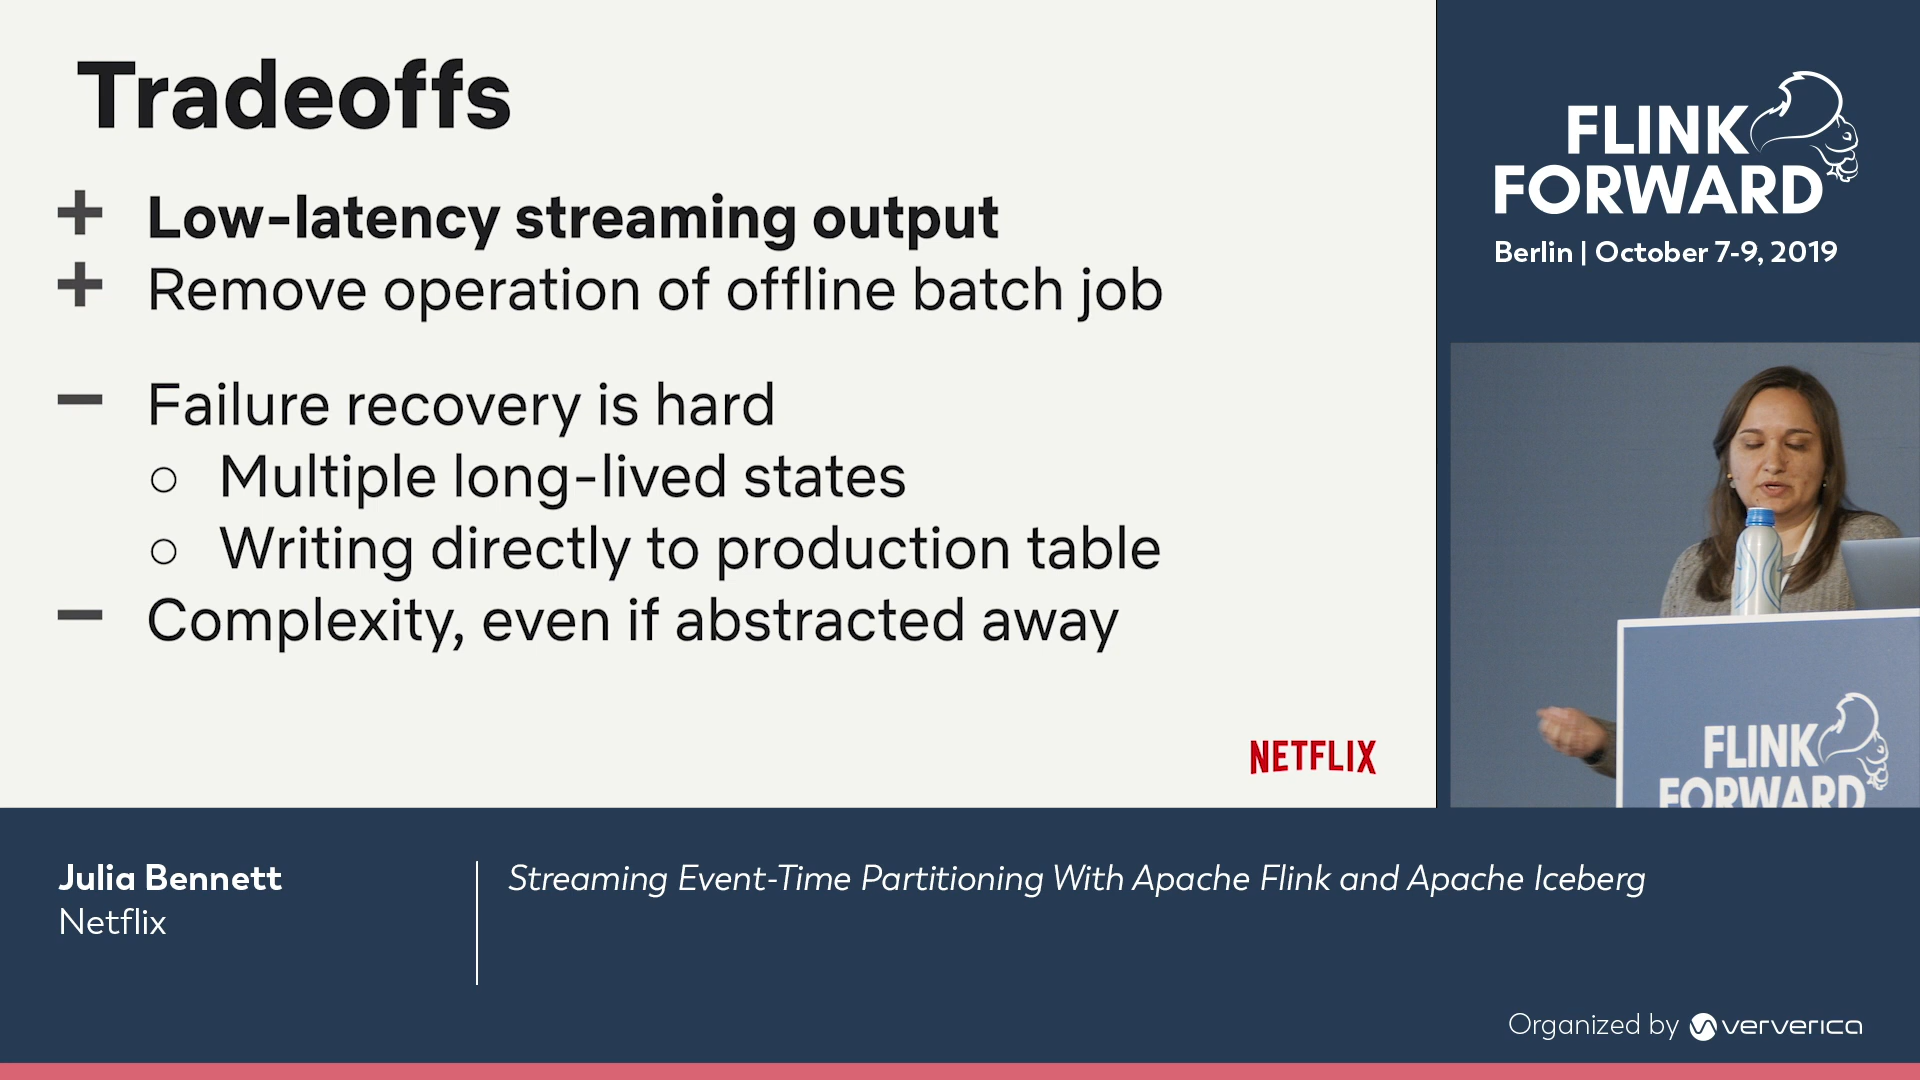 Tradeoffs
+ Low-latency streaming output
+ Remove operation of offline batch job
− Failure recovery is hard
○ Multiple long-lived states
○ Writing directly to production table
− Complexity, even if abstracted away
NETFLIX
FLINK
FORWARD
Berlin | October 7-9, 2019
FLINK
FORWARD
Julia Bennett
Netflix
Streaming Event-Time Partitioning With Apache Flink and Apache Iceberg
Organized by ververica